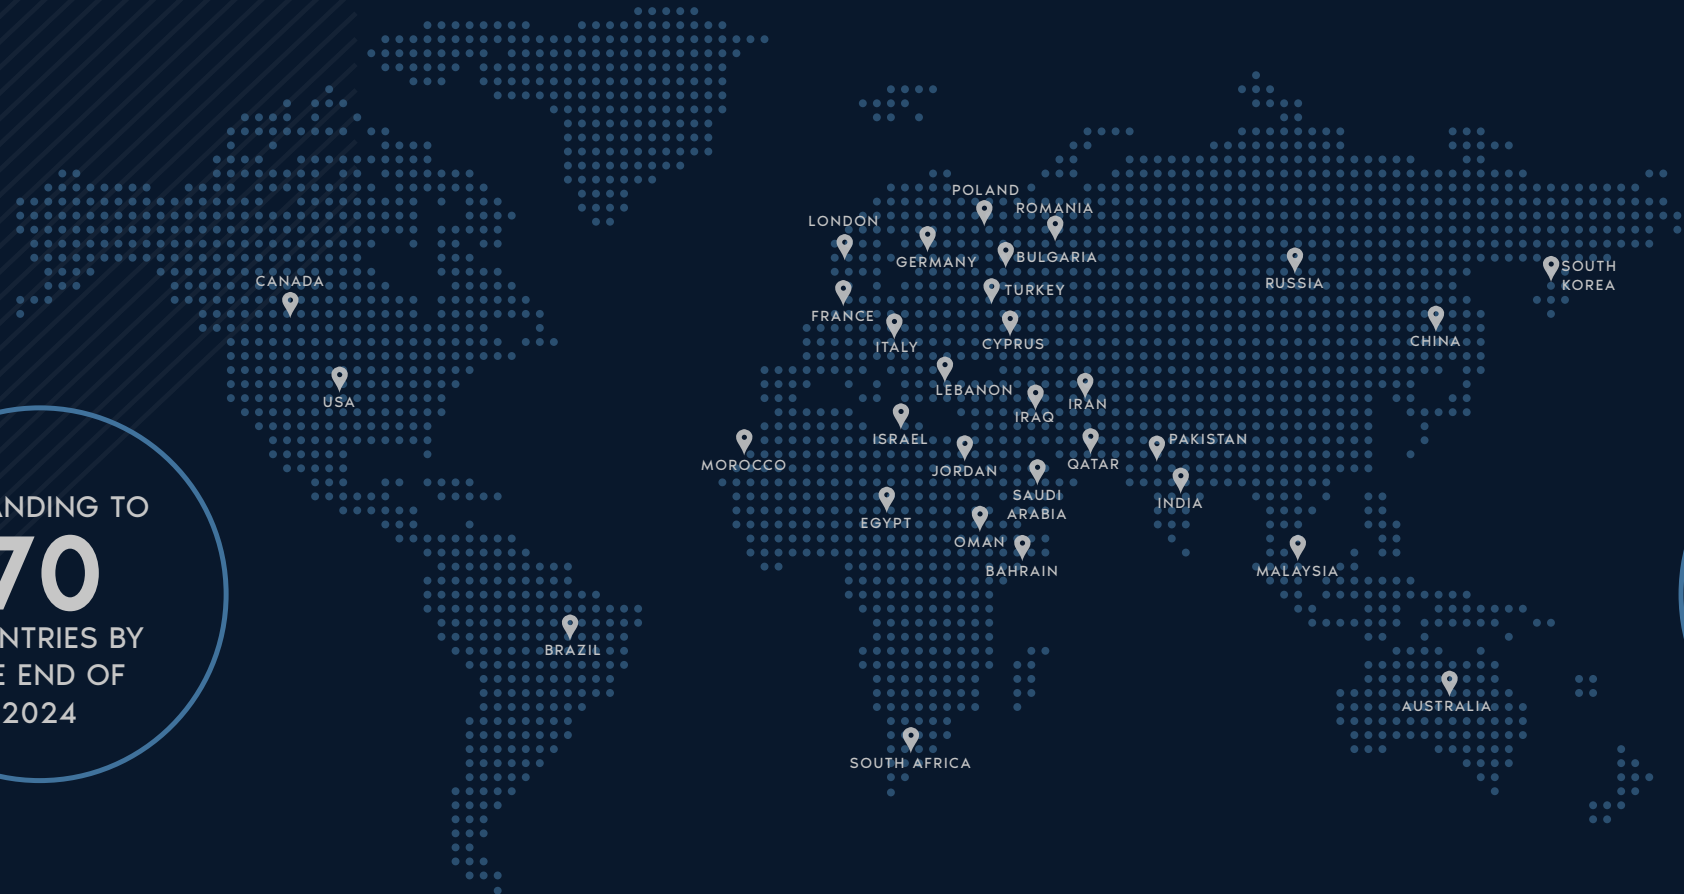 POLAND
ROMANIA
LONDON
GERMANY
BULGARIA
SOUTH
KOREA
CANADA
RUSSIA
TURKEY
FRANCE
ITALY
CYPRUS
CHINA
LEBANON
USA
IRAN
IRAQ
ISRAEL
PAKISTAN
MOROCCO
JORDAN
QATAR
SAUDI
ARABIA
INDIA
EGYPT
OMAN
BAHRAIN
MALAYSIA
ANDING TO
70
NTRIES BY
E END OF
2024
BRAZIL
AUSTRALIA
SOUTH AFRICA